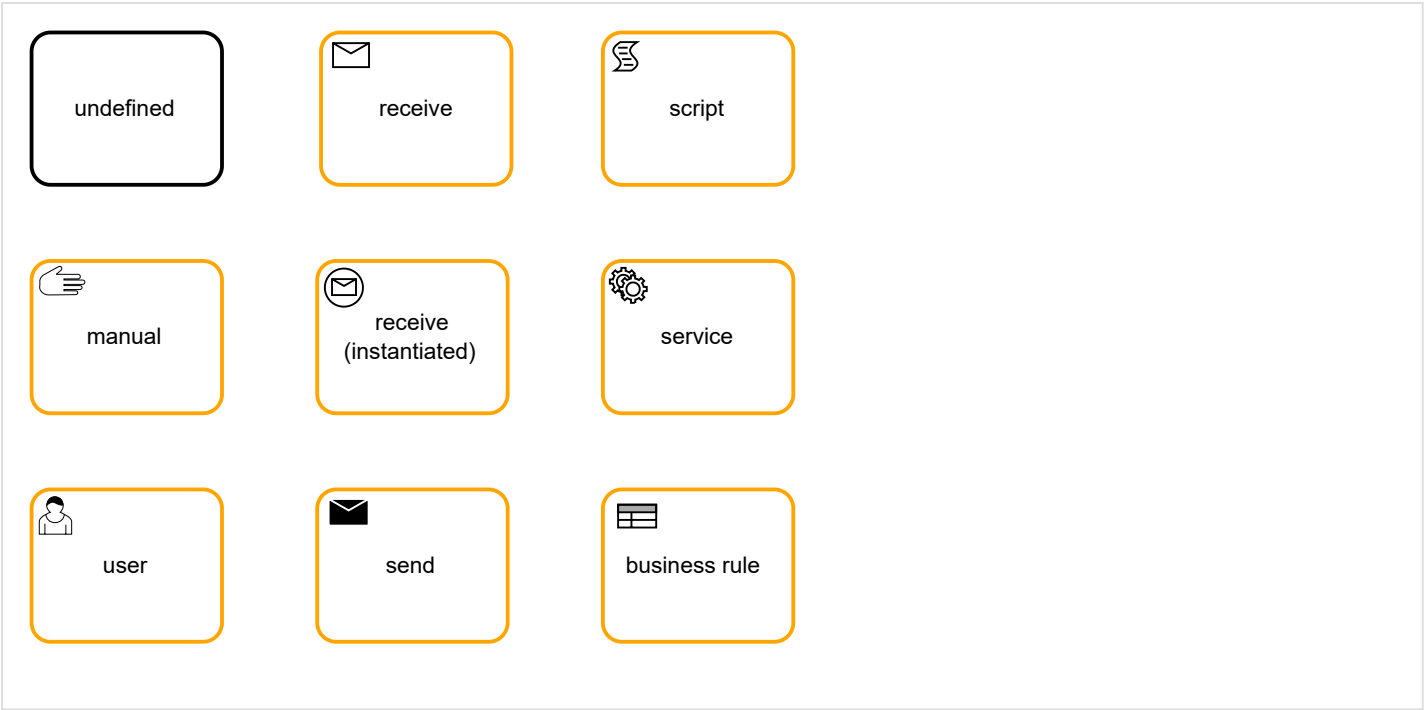 undefined
receive
script
manual
receive
(instantiated)
service
user
send
business rule